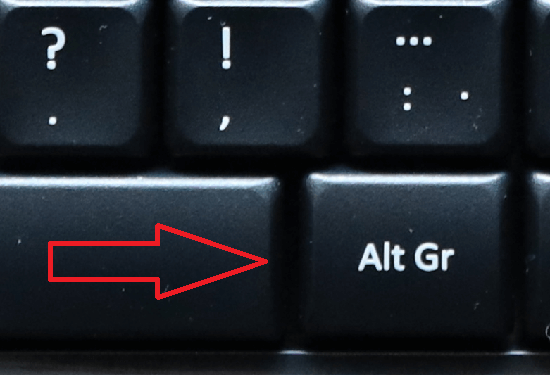 ? ! …
. , : ·
Alt Gr